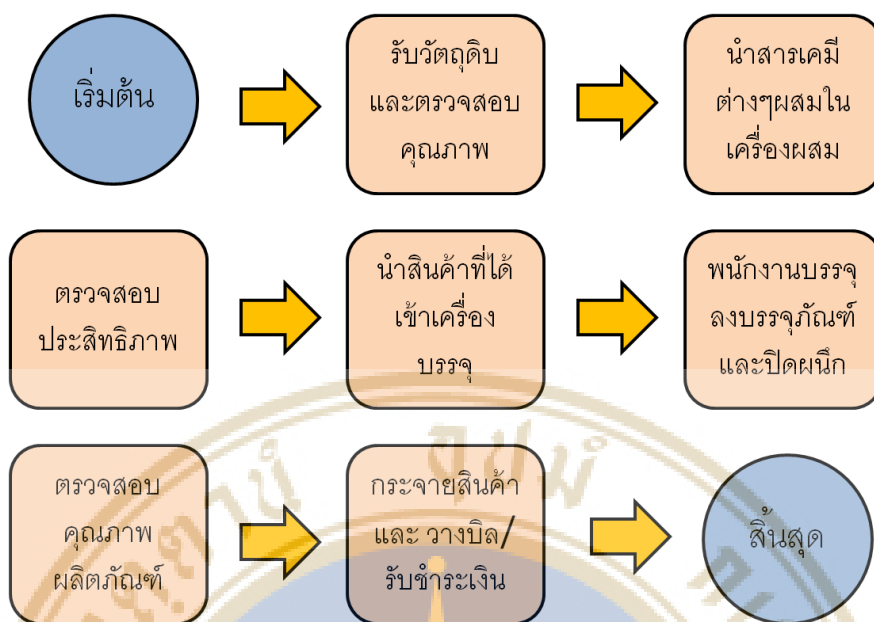 เริ่มต้น
รับวัตถุดิบ
และตรวจสอบ
คุณภาพ
นำสารเคมี
ต่างๆผสมใน
เครื่องผสม
ตรวจสอบ
ประสิทธิภาพ
นำสินค้าที่ได้
เข้าเครื่อง
บรรจุ
พนักงานบรรจุ
ลงบรรจุภัณฑ์
และปิดผนึก
ตรวจสอบ
คุณภาพ
ผลิตภัณฑ์
กระจายสินค้า
และ วางบิล/
รับชำระเงิน
สิ้นสุด